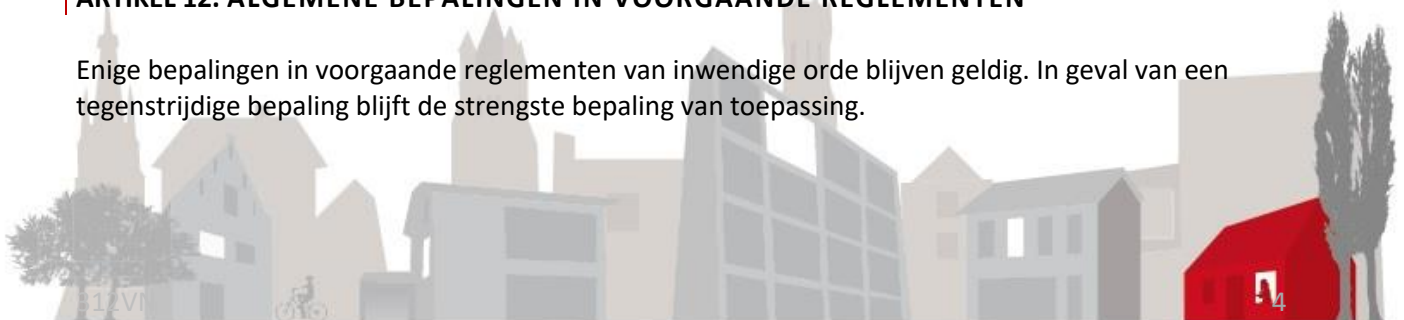 ARTIKEL 12. ALGEMENE BEPALINGEN IN VOORGAANDE REGLEMENTEN
Enige bepalingen in voorgaande reglementen van inwendige orde blijven geldig. In geval van een
tegenstrijdige bepaling blijft de strengste bepaling van toepassing.
4